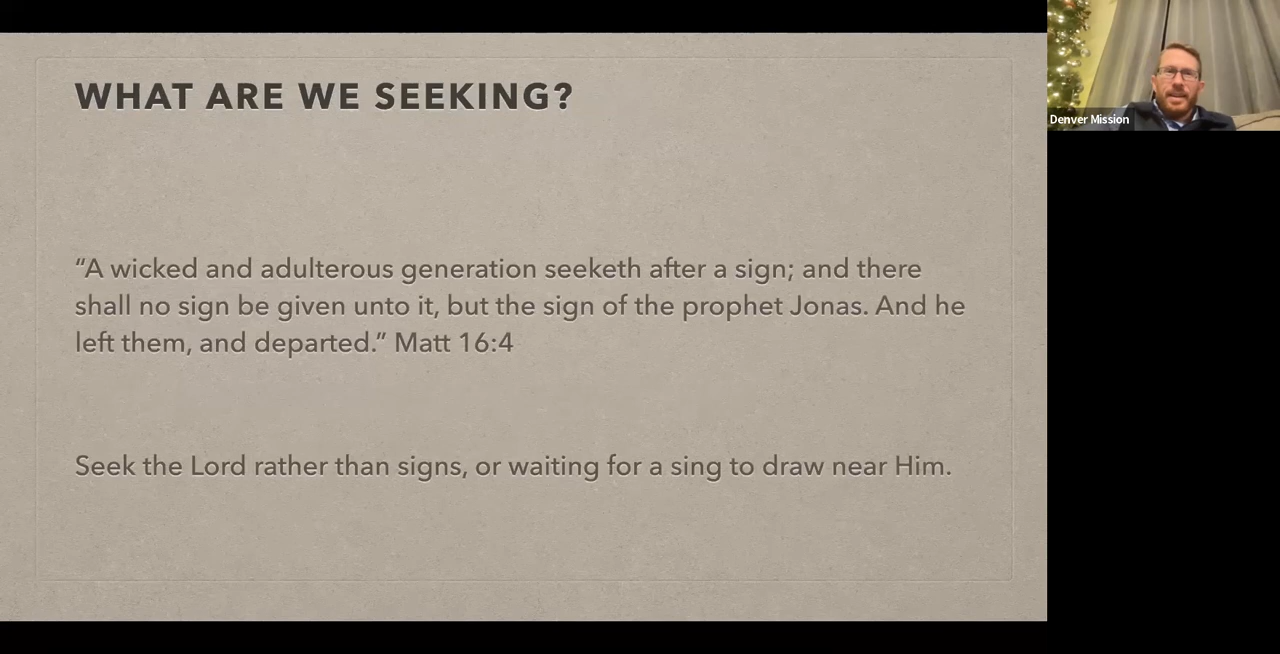 WHAT ARE WE SEEKING?
“A wicked and adulterous generation seeketh after a sign; and there
shall no sign be given unto it, but the sign of the prophet Jonas. And he
left them, and departed.” Matt 16:4
Seek the Lord rather than signs, or waiting for a sing to draw near Him.
Denver Mission